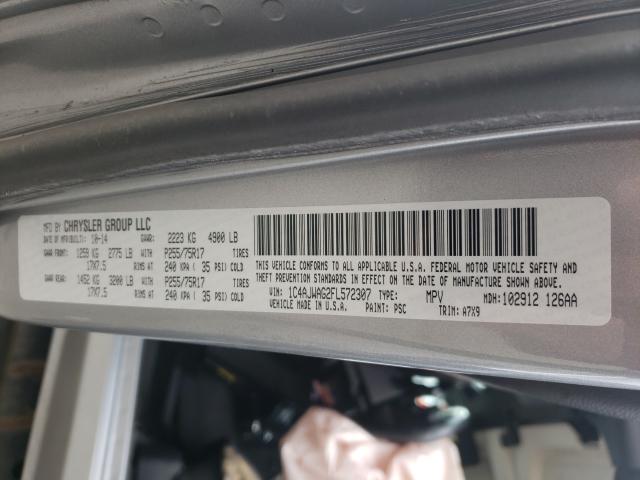 MFD BY CHRYSLER GROUP LLC
DATE OF MFR(BUILT): 10-14 GVWR: 2223 KG 4900 LB
GAWR FRONT: 1259 KG 2775 LB WITH P255/75R17 TIRES
17X7.5 RIMS AT 240 KPA ( 35 PSI) COLD
GAWR REAR: 1452 KG 3200 LB WITH P255/75R17 TIRES
17X7.5 RIMS AT 240 KPA ( 35 PSI) COLD
THIS VEHICLE CONFORMS TO ALL APPLICABLE U.S.A. FEDERAL MOTOR VEHICLE SAFETY AND
THEFT PREVENTION STANDARDS IN EFFECT ON THE DATE OF MANUFACTURE SHOWN ABOVE.
VIN: 1C4AJWAG2FL572307 TYPE: MPV MDH:102912 126AA
VEHICLE MADE IN U.S.A. PAINT: PSC TRIM: A7X9